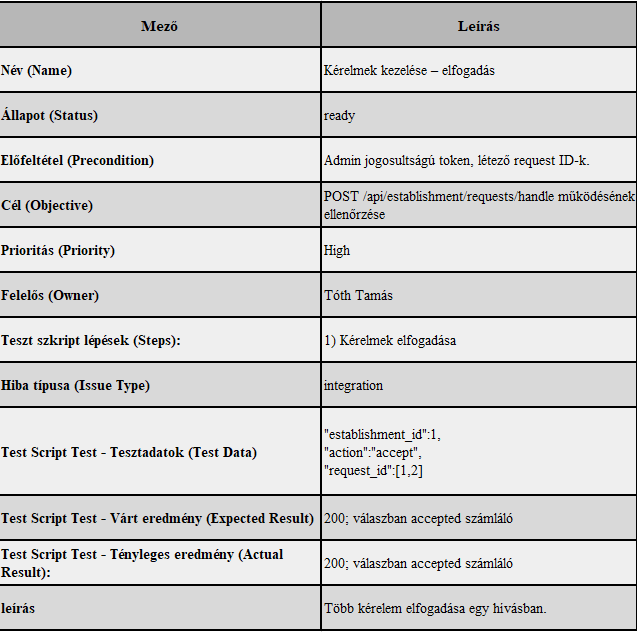 Mező
Leírás
Név (Name)
Kérelmek kezelése – elfogadás
Állapot (Status)
ready
Előfeltétel (Precondition)
Admin jogosultságú token, létező request ID-k.
Cél (Objective)
POST /api/establishment/requests/handle működésének
ellenőrzése
Prioritás (Priority)
High
Felelős (Owner)
Tóth Tamás
Teszt szkript lépések (Steps):
1) Kérelmek elfogadása
Hiba típusa (Issue Type)
integration
Test Script Test - Tesztadatok (Test Data)
"establishment_id":1,
"action":"accept",
"request_id":[1,2]
Test Script Test - Várt eredmény (Expected Result)
200; válaszban accepted számláló
Test Script Test - Tényleges eredmény (Actual
Result):
200; válaszban accepted számláló
leírás
Több kérelem elfogadása egy hívásban.